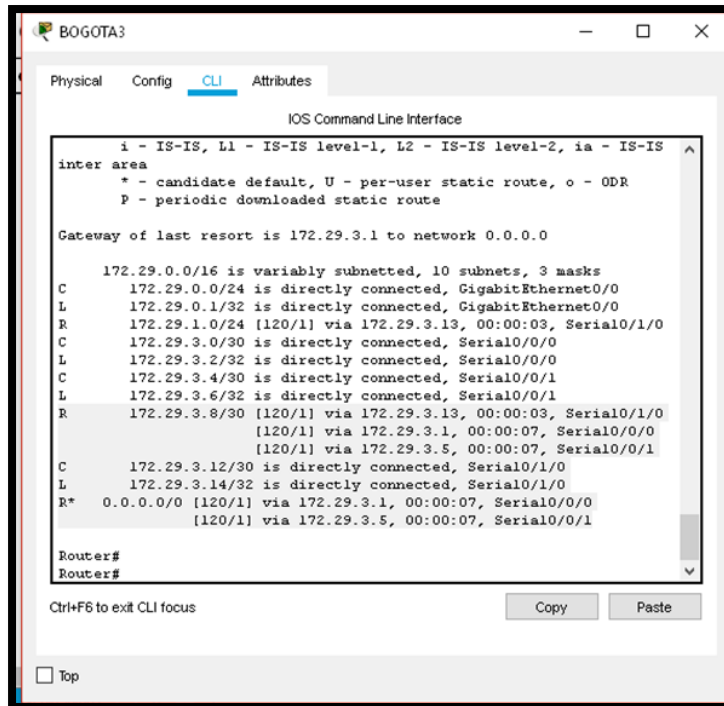 BOGOTA3
Physical Config CLI Attributes
IOS Command Line Interface
i - IS-IS, L1 - IS-IS level-1, L2 - IS-IS level-2, ia - IS-IS
inter area
* - candidate default, U - per-user static route, o - ODR
P - periodic downloaded static route
Gateway of last resort is 172.29.3.1 to network 0.0.0.0
172.29.0.0/16 is variably subnetted, 10 subnets, 3 masks
C 172.29.0.0/24 is directly connected, GigabitEthernet0/0
L 172.29.0.1/32 is directly connected, GigabitEthernet0/0
R 172.29.1.0/24 [120/1] via 172.29.3.13, 00:00:03, Serial0/1/0
C 172.29.3.0/30 is directly connected, Serial0/0/0
L 172.29.3.2/32 is directly connected, Serial0/0/0
C 172.29.3.4/30 is directly connected, Serial0/0/1
L 172.29.3.6/32 is directly connected, Serial0/0/1
R 172.29.3.8/30 [120/1] via 172.29.3.13, 00:00:03, Serial0/1/0
[120/1] via 172.29.3.1, 00:00:07, Serial0/0/0
[120/1] via 172.29.3.5, 00:00:07, Serial0/0/1
C 172.29.3.12/30 is directly connected, Serial0/1/0
L 172.29.3.14/32 is directly connected, Serial0/1/0
R* 0.0.0.0/0 [120/1] via 172.29.3.1, 00:00:07, Serial0/0/0
[120/1] via 172.29.3.5, 00:00:07, Serial0/0/1
Router#
Router#
Ctrl+F6 to exit CLI focus
Copy Paste
Top